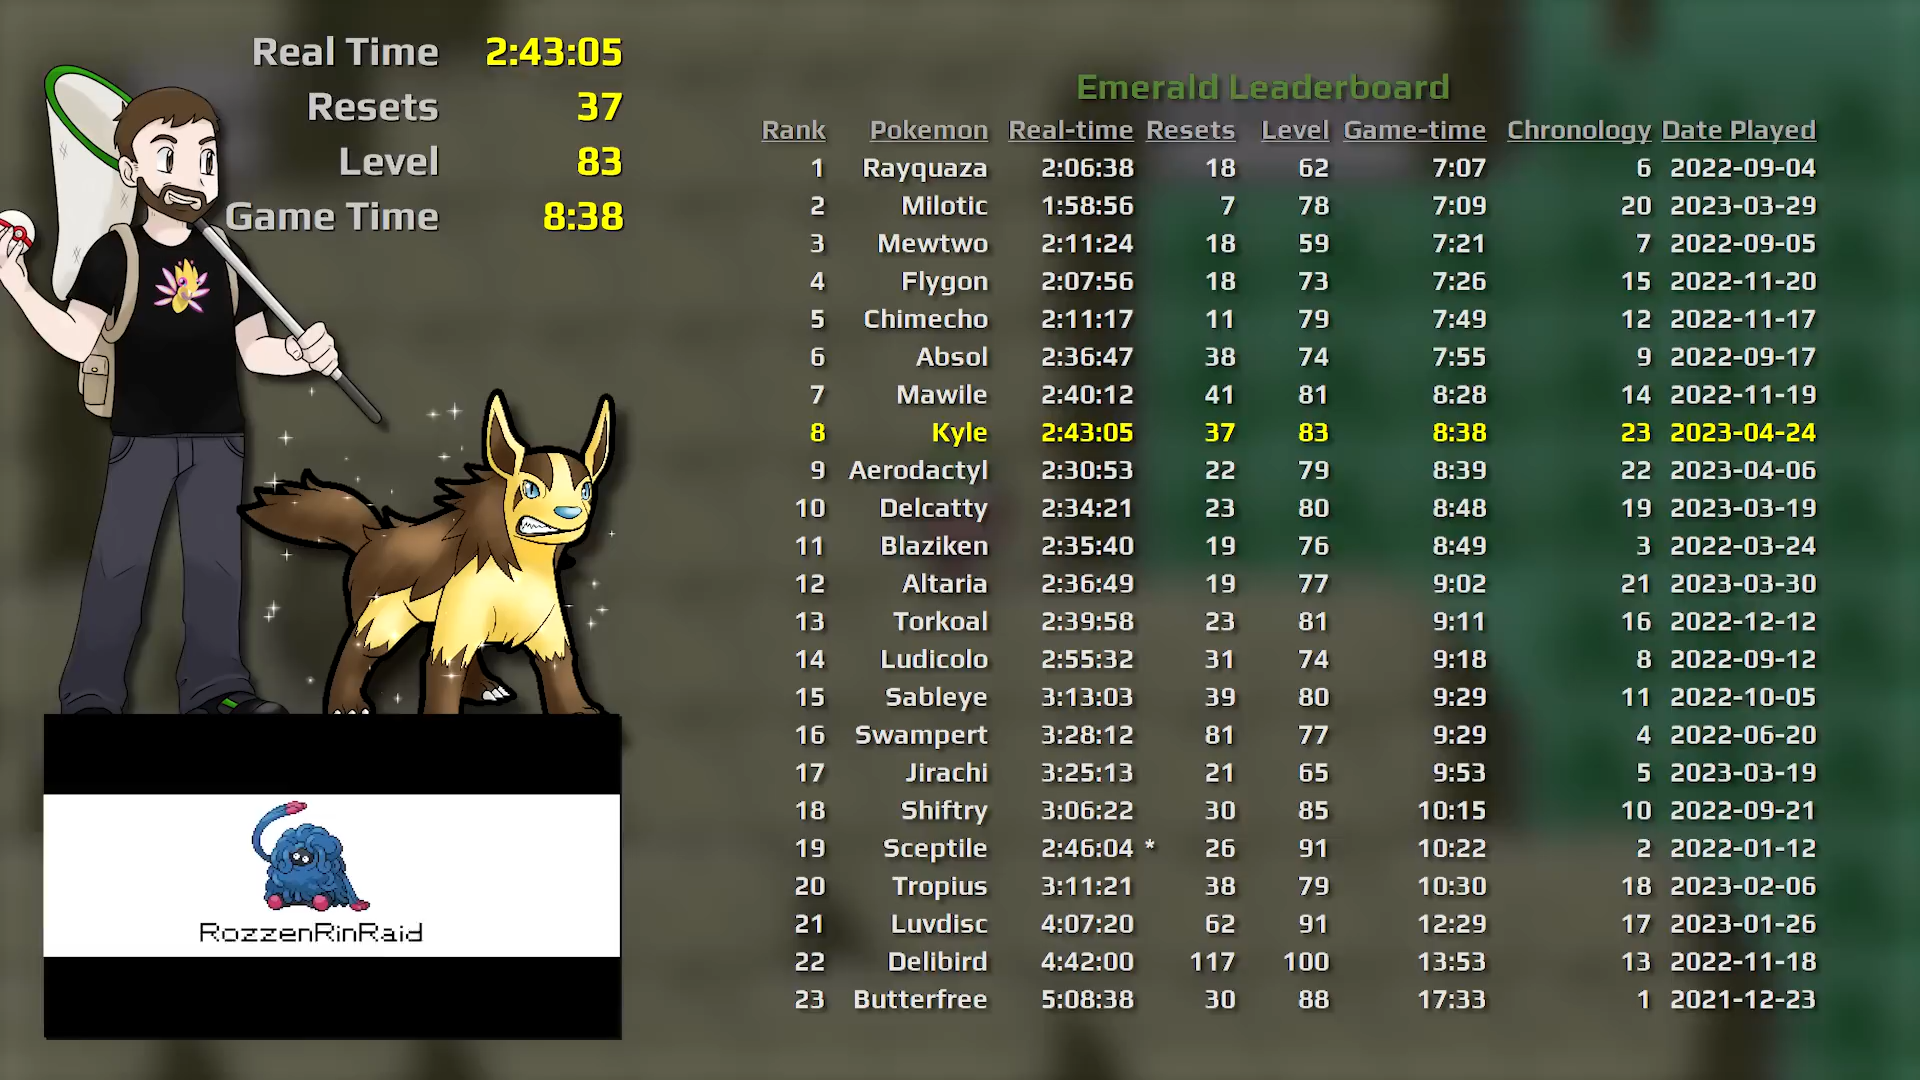 Real Time 2:43:05
Resets 37
Level 83
Game Time 8:38
Emerald Leaderboard
Rank Pokemon Real-time Resets Level Game-time Chronology Date Played
1 Rayquaza 2:06:38 18 62 7:07 6 2022-09-04
2 Milotic 1:58:56 7 78 7:09 20 2023-03-29
3 Mewtwo 2:11:24 18 59 7:21 7 2022-09-05
4 Flygon 2:07:56 18 73 7:26 15 2022-11-20
5 Chimecho 2:11:17 11 79 7:49 12 2022-11-17
6 Absol 2:36:47 38 74 7:55 9 2022-09-17
7 Mawile 2:40:12 41 81 8:28 14 2022-11-19
8 Kyle 2:43:05 37 83 8:38 23 2023-04-24
9 Aerodactyl 2:30:53 22 79 8:39 22 2023-04-06
10 Delcatty 2:34:21 23 80 8:48 19 2023-03-19
11 Blaziken 2:35:40 19 76 8:49 3 2022-03-24
12 Altaria 2:36:49 19 77 9:02 21 2023-03-30
13 Torkoal 2:39:58 23 81 9:11 16 2022-12-12
14 Ludicolo 2:55:32 31 74 9:18 8 2022-09-12
15 Sableye 3:13:03 39 80 9:29 11 2022-10-05
16 Swampert 3:28:12 81 77 9:29 4 2022-06-20
17 Jirachi 3:25:13 21 65 9:53 5 2023-03-19
18 Shiftry 3:06:22 30 85 10:15 10 2022-09-21
19 Sceptile 2:46:04 * 26 91 10:22 2 2022-01-12
20 Tropius 3:11:21 38 79 10:30 18 2023-02-06
21 Luvdisc 4:07:20 62 91 12:29 17 2023-01-26
22 Delibird 4:42:00 117 100 13:53 13 2022-11-18
23 Butterfree 5:08:38 30 88 17:33 1 2021-12-23
RozzenRinRaid